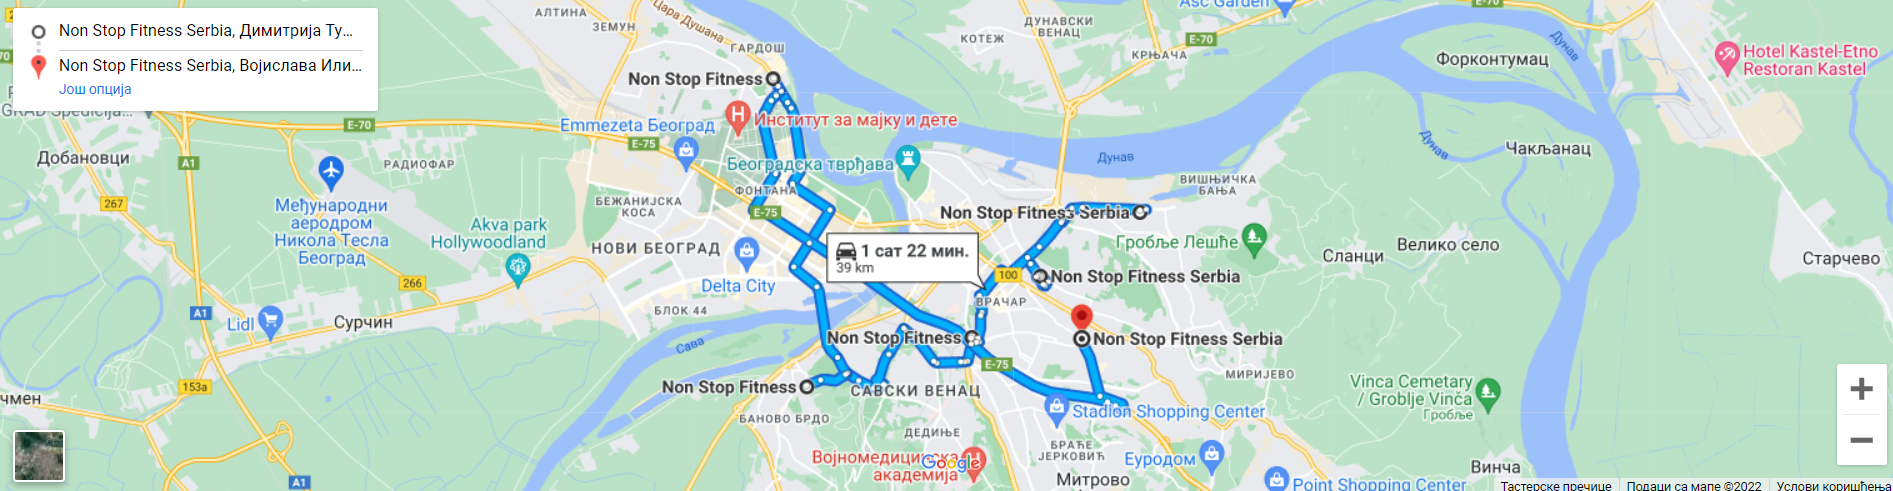 Non Stop Fitness Serbia, Димитрија Ту...
Non Stop Fitness Serbia, Војислава Или...
Још опција
Цара Душана
АЛТИНА
ЗЕМУН
ГАРДОШ
ДУНАВСКИ
ВЕНАЦ
КОТЕЖ
КРЊАЧА
E-70
E-70
Asc Garden
Дунав
Форконтумац
Hotel Kastel-Etno
Restoran Kastel
Non Stop Fitness
Институт за мајку и дете
Emmezeta Београд
E-75
E-70
A1
Добановци
РАДИОФАР
Београдска тврђава
Дунав
Дунав
Чакљанац
ВИШЊИЧКА
БАЊА
ФОНТАНА
E-75
БЕЖАНИЈСКА
КОСА
Међународни
аеродром
Никола Тесла
Београд
267
Akva park
Hollywoodland
НОВИ БЕОГРАД
Non Stop Fitness Serbia
Гробље Лешће
Велико село
Сланци
Старчево
1 сат 22 мин.
39 km
100
Non Stop Fitness Serbia
ВРАЧАР
Delta City
266
БЛОК 44
A1
Lidl
Сурчин
Сава
Non Stop Fitness
Non Stop Fitness Serbia
E-75
МИРИЈЕВО
153a
Non Stop Fitness
САВСКИ ВЕНАЦ
Vinca Cemetary
/ Groblje Vinča
Гробље
БАНОВО БРДО
Stadion Shopping Center
ДЕДИЊЕ
БРАЋЕ
ЈЕРКОВИЋ
Војномедицинска
академија
Google
Еуродом
Митрово
Point Shopping Center
Винча
A1
Тастерске пречице
Подаци са мапе ©2022
Услови коришћења